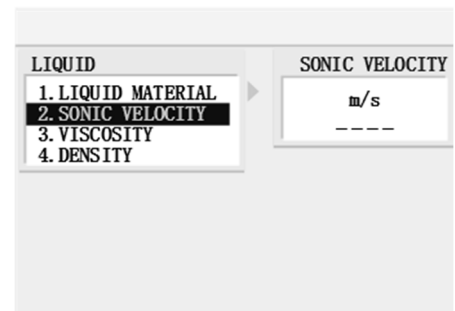 LIQUID
1. LIQUID MATERIAL
2. SONIC VELOCITY
3. VISCOSITY
4. DENSITY
SONIC VELOCITY
m/s
----